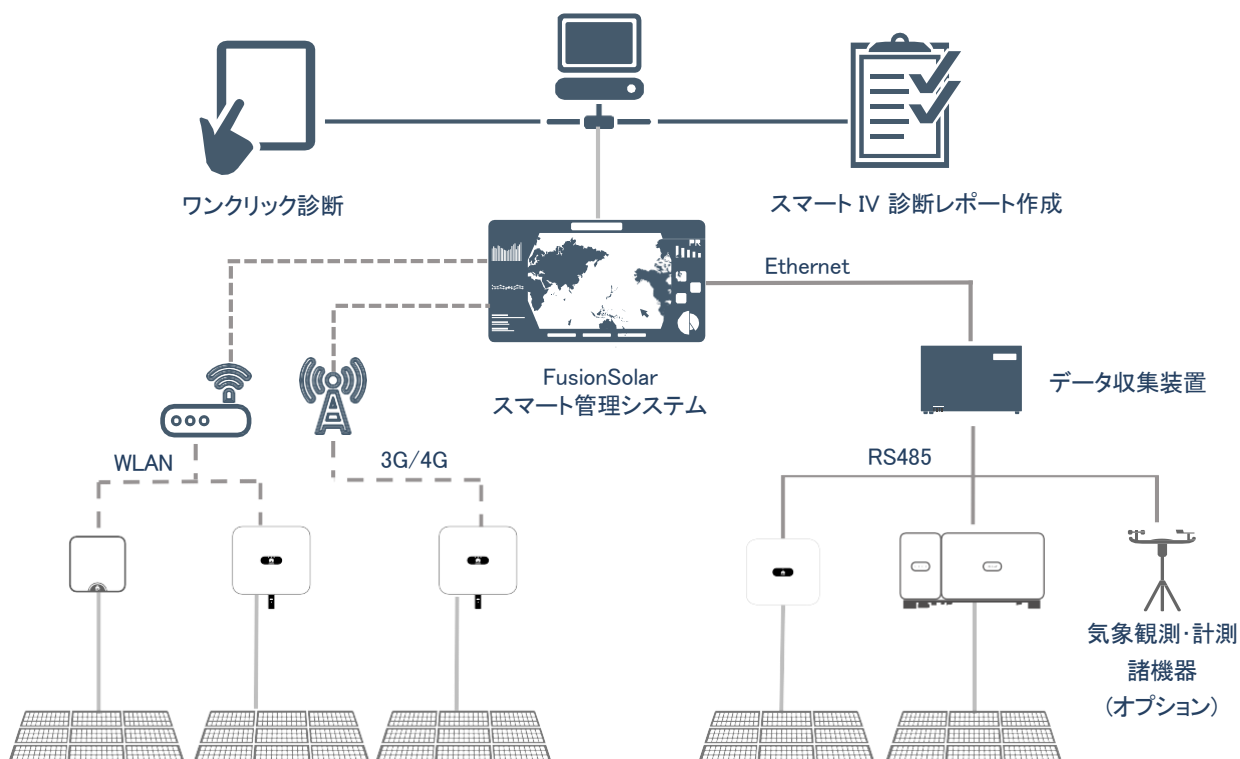 ワンクリック診断
スマート IV 診断レポート作成
Ethernet
FusionSolar
スマート管理システム
データ収集装置
WLAN
3G/4G
RS485
気象観測・計測
諸機器
(オプション)